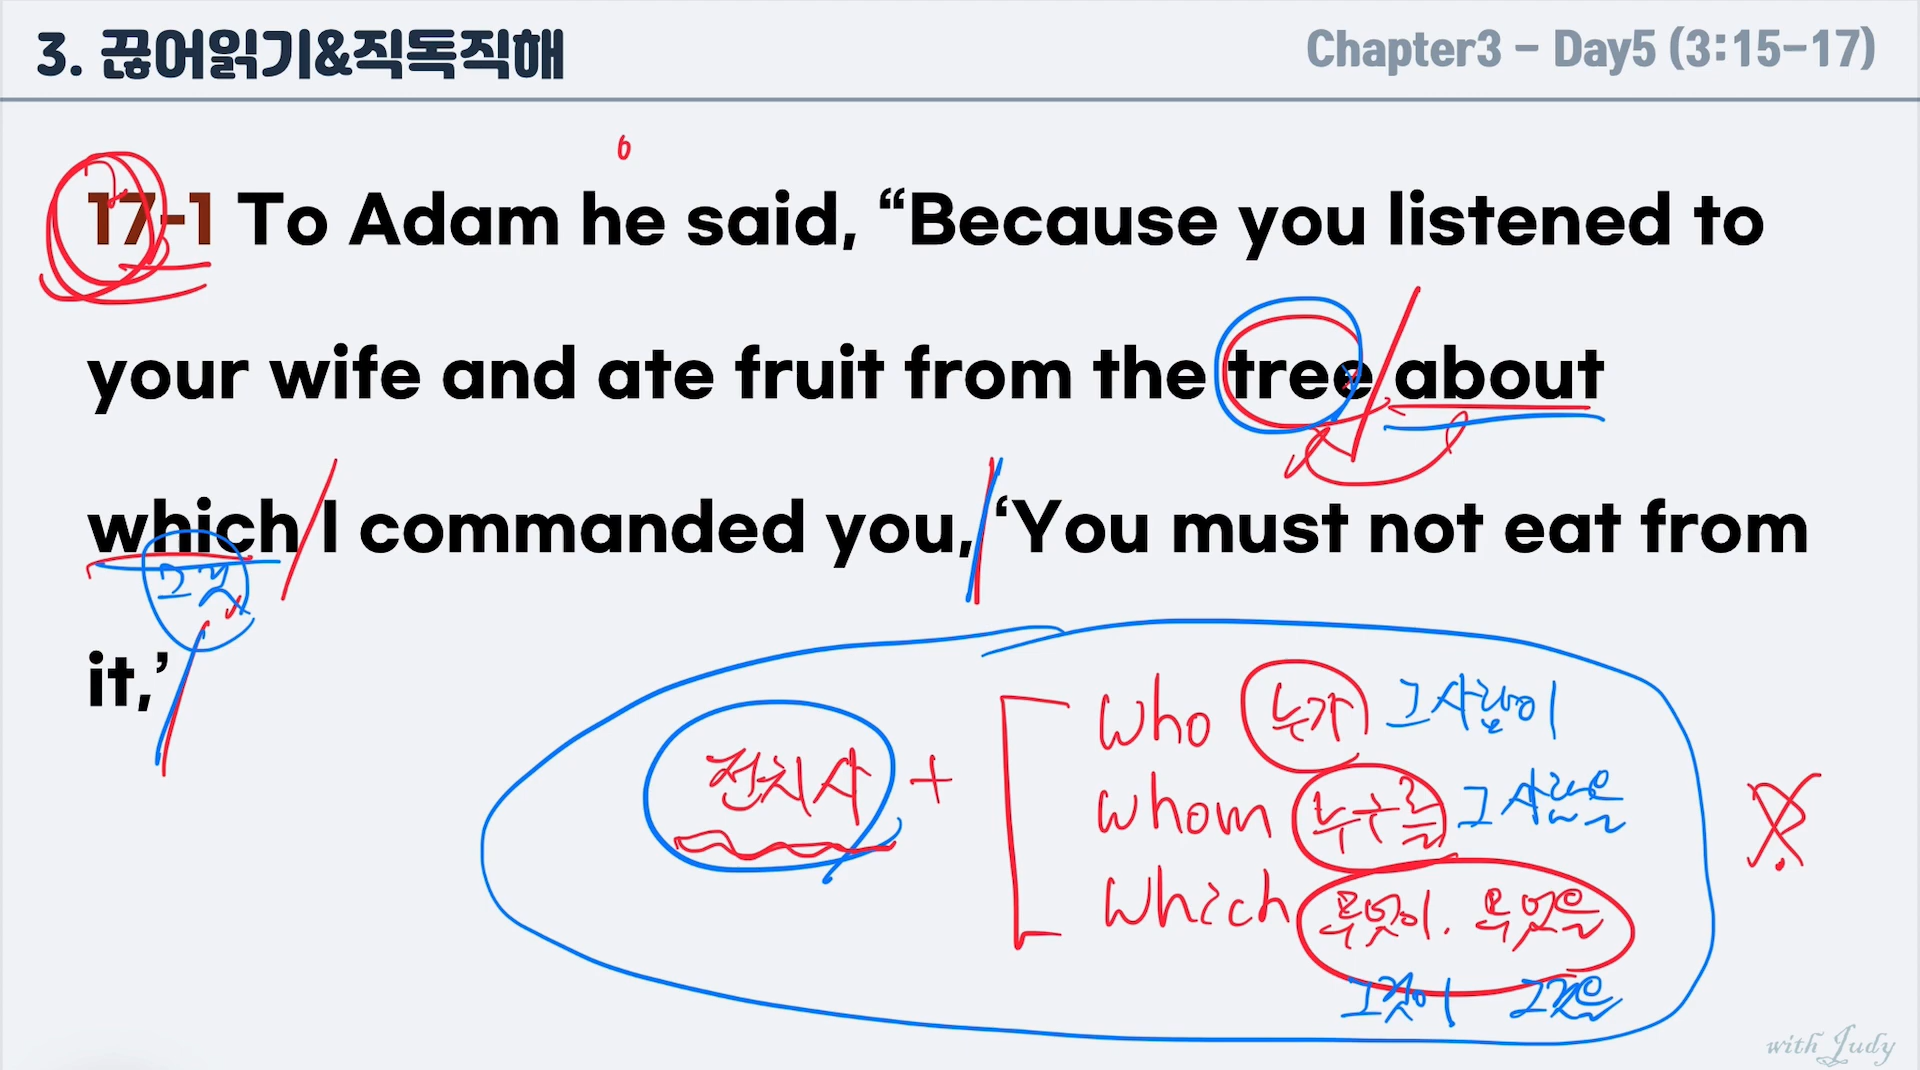 3. 끊어읽기&직독직해
Chapter3 - Day5 (3:15-17)
17-1 To Adam he said, “Because you listened to
your wife and ate fruit from the tree about
which I commanded you, ‘You must not eat from
it,’
그것
전치사 +
who 누가 그사람이
whom 누구를 그사람을
which 무엇이. 무엇을
그것이 그것을
with Judy